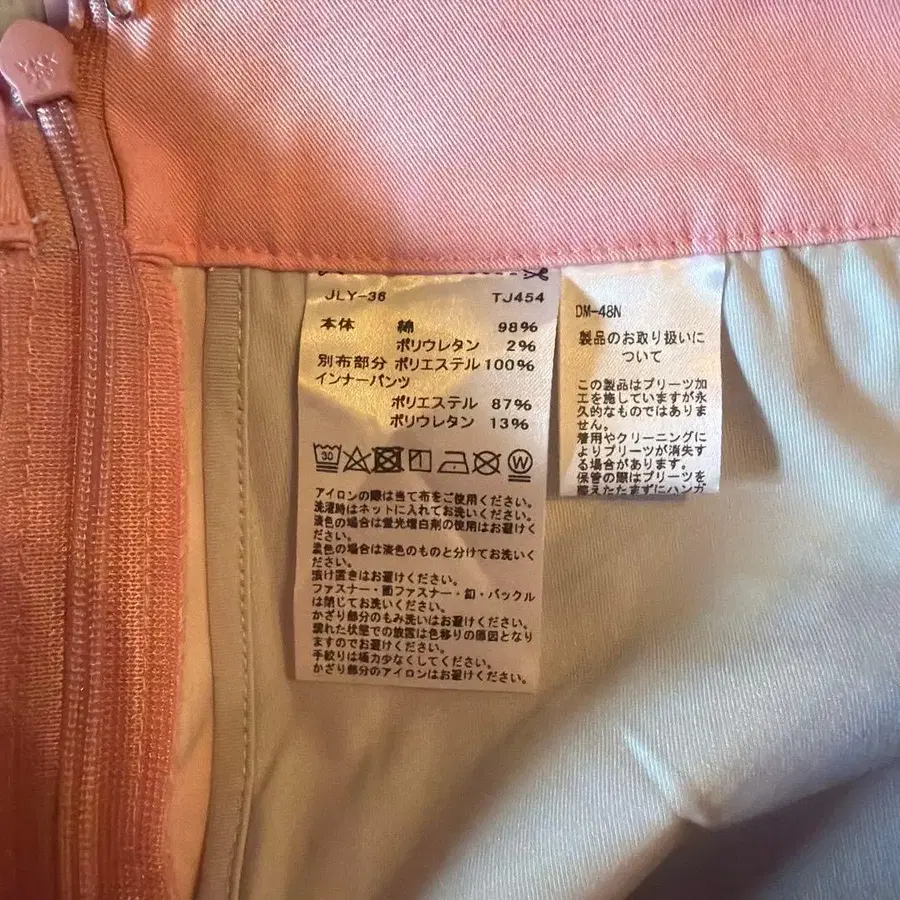 JLY-36 TJ454
本体 綿 98%
ポリウレタン 2%
別布部分 ポリエステル 100%
インナーパンツ
ポリエステル 87%
ポリウレタン 13%
30
W
アイロンの際は当て布をご使用ください。
洗濯時はネットに入れてお洗いください。
淡色の場合は蛍光増白剤の使用はお避けく
ださい。
濃色の場合は淡色のものと分けてお洗いく
ださい。
漬け置きはお避けください。
ファスナー・面ファスナー・釦・バックル
は閉じてお洗いください。
かざり部分のもみ洗いはお避けください。
濡れた状態での放置は色移りの原因となり
ますのでお避けください。
手絞りは極力少なくしてください。
かざり部分のアイロンはお避けください。
DM-48N
製品のお取り扱いに
ついて
この製品はプリーツ加
工を施していますが永
久的なものではありま
せん。
着用やクリーニングに
よりプリーツが消失す
る場合があります。
保管の際はプリーツを
整えたたまずにハンガ